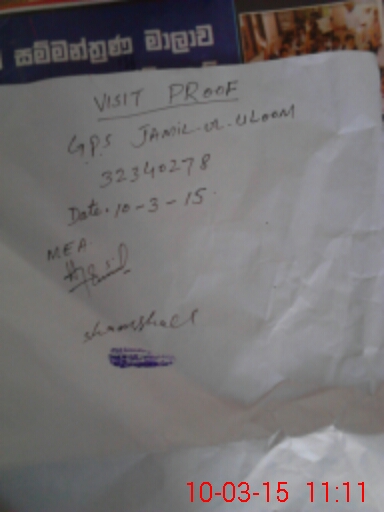 සම්මන්ත්‍රණ මාලාව
VISIT PROOF
G.P.S JAMIL-UL-ULOOM
32340278
Date. 10-3-15.
MEA
10-03-15 11:11